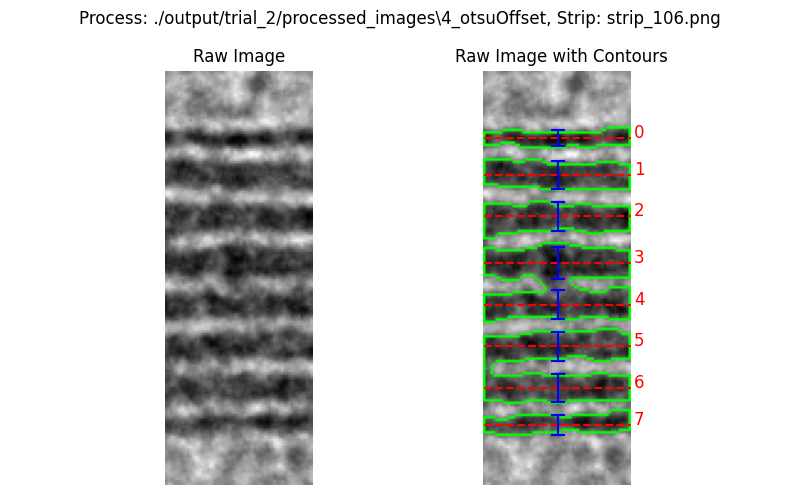 Process: ./output/trial_2/processed_images\4_otsuOffset, Strip: strip_106.png
Raw Image
Raw Image with Contours
0
1
2
3
4
5
6
7